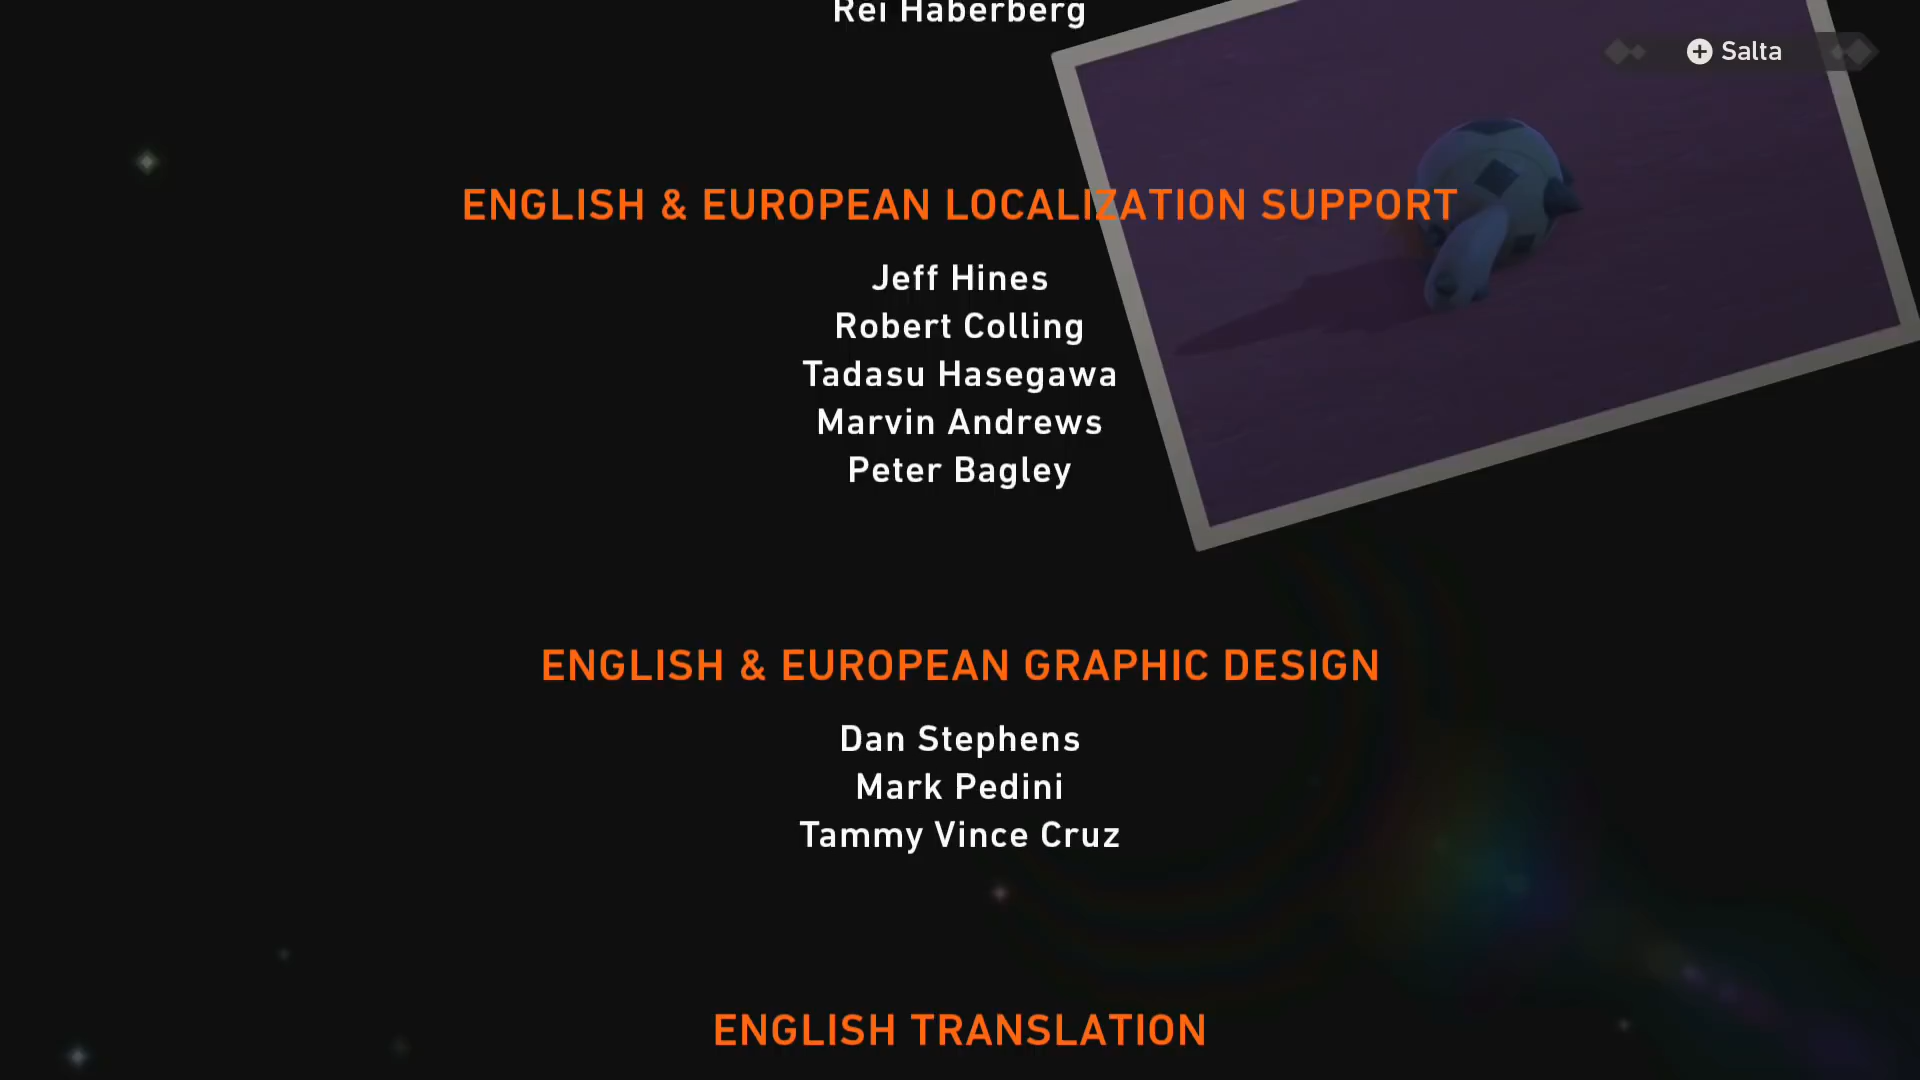 Rei Haberberg
Salta
ENGLISH & EUROPEAN LOCALIZATION SUPPORT
Jeff Hines
Robert Colling
Tadasu Hasegawa
Marvin Andrews
Peter Bagley
ENGLISH & EUROPEAN GRAPHIC DESIGN
Dan Stephens
Mark Pedini
Tammy Vince Cruz
ENGLISH TRANSLATION